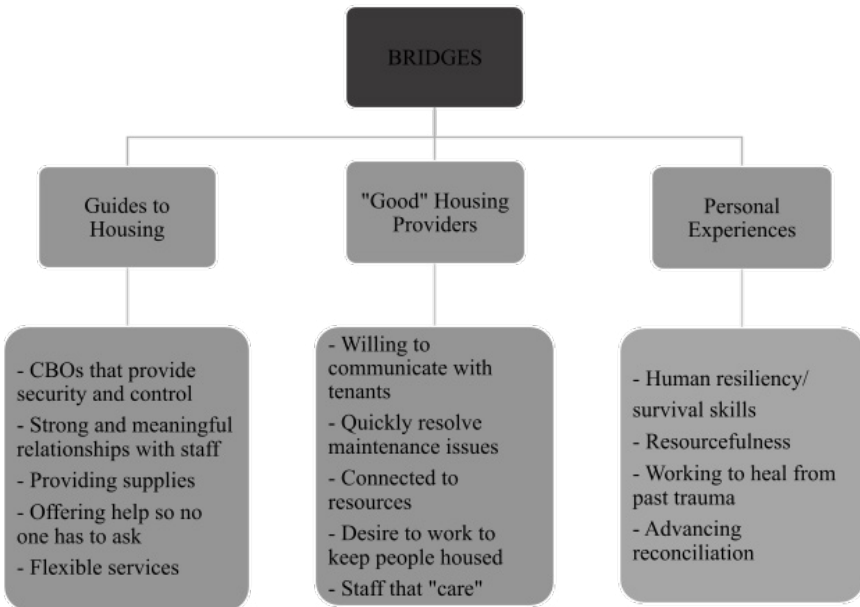 BRIDGES
Guides to
Housing
"Good" Housing
Providers
Personal
Experiences
- CBOs that provide
security and control
- Strong and meaningful
relationships with staff
- Providing supplies
- Offering help so no
one has to ask
- Flexible services
- Willing to
communicate with
tenants
- Quickly resolve
maintenance issues
- Connected to
resources
- Desire to work to
keep people housed
- Staff that "care"
- Human resiliency/
survival skills
- Resourcefulness
- Working to heal from
past trauma
- Advancing
reconciliation